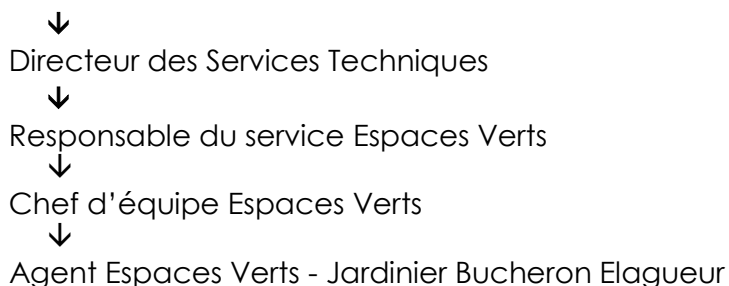 ↓
Directeur des Services Techniques
↓
Responsable du service Espaces Verts
↓
Chef d’équipe Espaces Verts
↓
Agent Espaces Verts - Jardinier Bucheron Elagueur